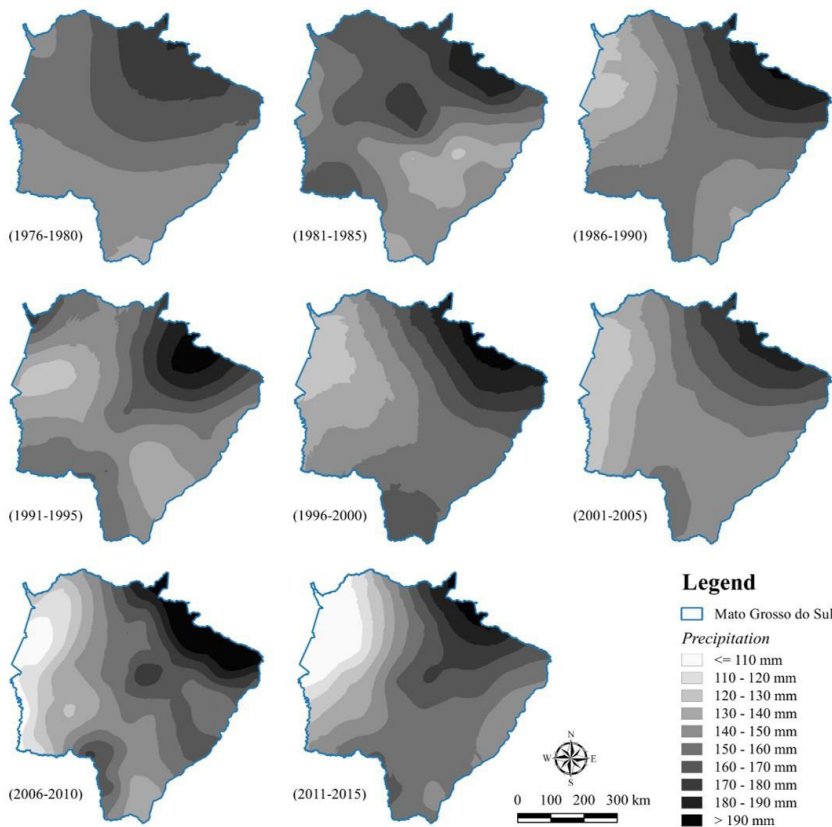 (1976-1980)
(1981-1985)
(1986-1990)
(1991-1995)
(1996-2000)
(2001-2005)
(2006-2010)
(2011-2015)
N
W E
S
0 100 200 300 km
Legend
Mato Grosso do Sul
Precipitation
<= 110 mm
110 - 120 mm
120 - 130 mm
130 - 140 mm
140 - 150 mm
150 - 160 mm
160 - 170 mm
170 - 180 mm
180 - 190 mm
> 190 mm